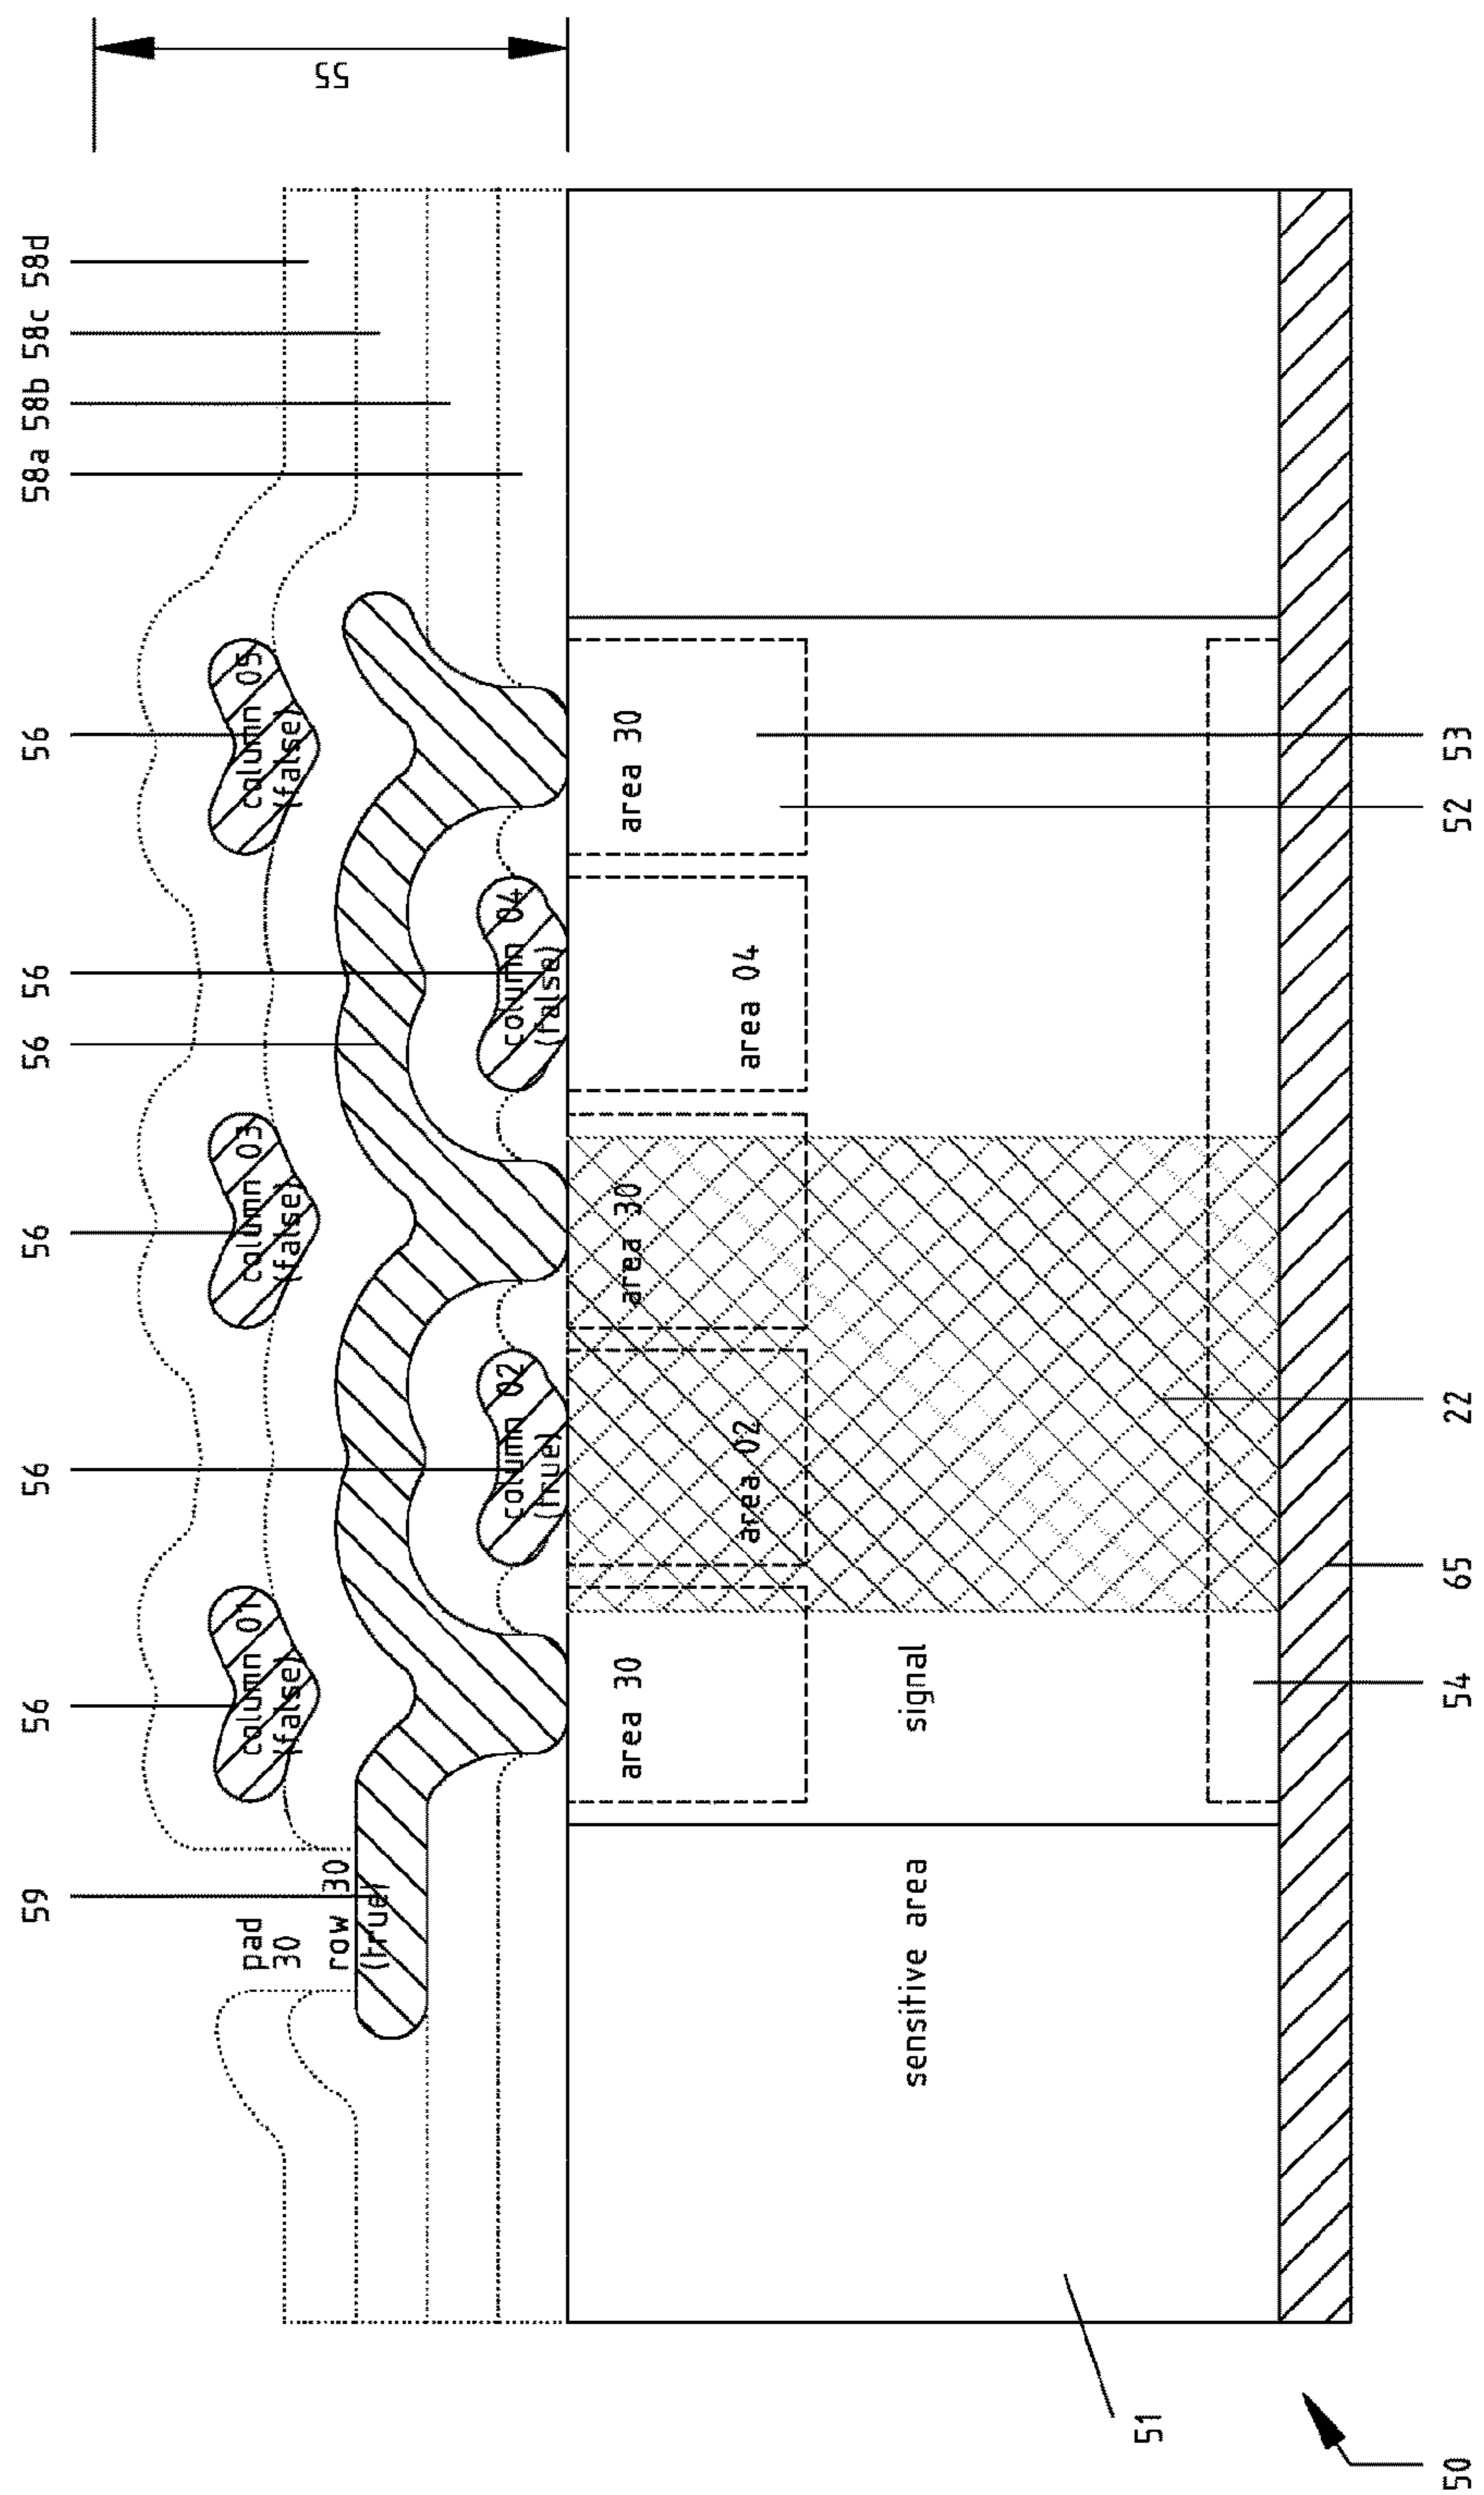 55
58d
58c
58b
58a
56
56
56
56
56
56
59
column 05
(false)
column 04
(false)
column 03
(false)
column 02
(true)
column 01
(false)
pad
30
row 30
(true)
area 30
area 04
area 30
area 02
area 30
signal
sensitive area
53
52
22
65
54
51
50